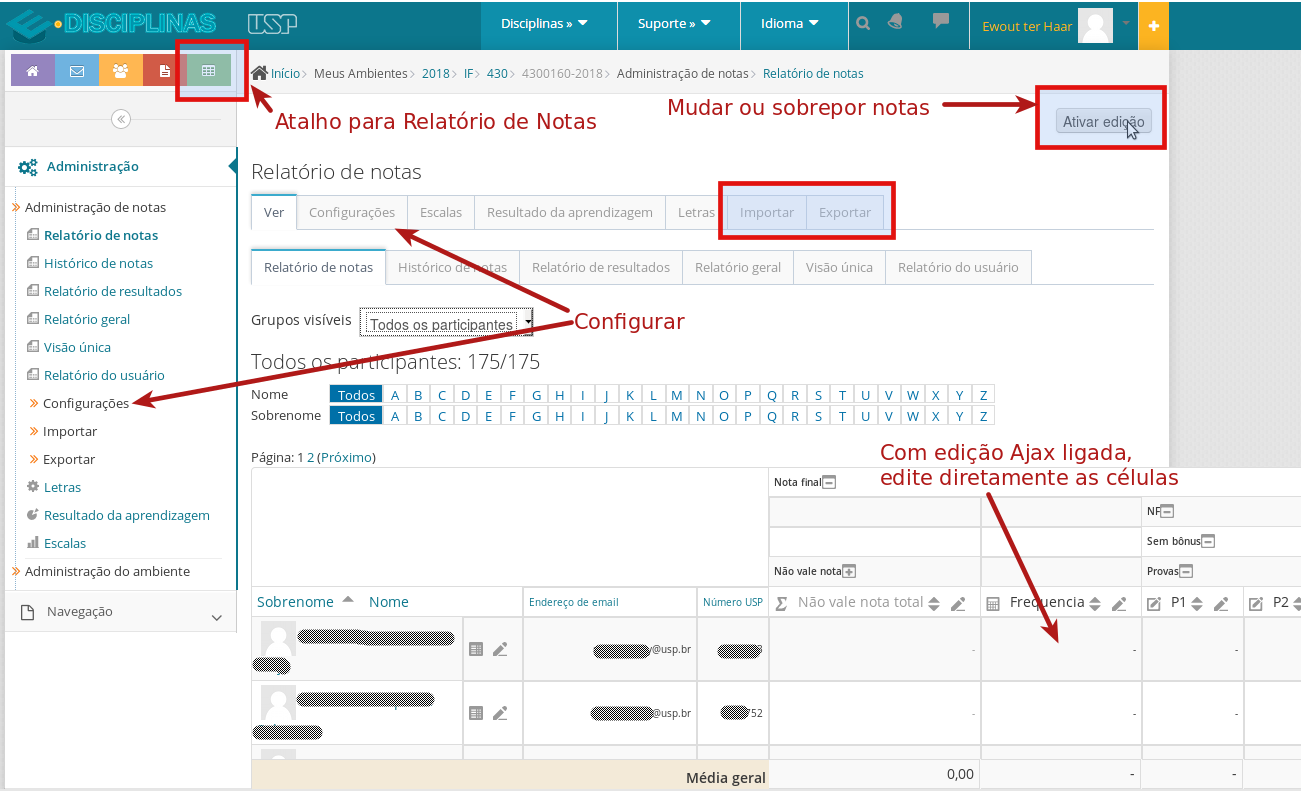 DISCIPLINAS USP Disciplinas » Suporte » Idioma Ewout ter Haar
Início Meus Ambientes 2018 IF 430 4300160-2018 Administração de notas Relatório de notas
Atalho para Relatório de Notas
Mudar ou sobrepor notas
Ativar edição
Administração
Administração de notas
Relatório de notas
Histórico de notas
Relatório de resultados
Relatório geral
Visão única
Relatório do usuário
Configurações
Importar
Exportar
Letras
Resultado da aprendizagem
Escalas
Administração do ambiente
Navegação
Relatório de notas
Ver Configurações Escalas Resultado da aprendizagem Letras Importar Exportar
Relatório de notas Histórico de notas Relatório de resultados Relatório geral Visão única Relatório do usuário
Grupos visíveis Todos os participantes
Configurar
Todos os participantes: 175/175
Nome Todos A B C D E F G H I J K L M N O P Q R S T U V W X Y Z
Sobrenome Todos A B C D E F G H I J K L M N O P Q R S T U V W X Y Z
Página: 1 2 (Próximo)
Com edição Ajax ligada,
edite diretamente as células
Nota final
NF
Sem bônus
Não vale nota Provas
Sobrenome Nome Endereço de email Número USP Σ Não vale nota total Frequencia P1 P2
@usp.br - - -
@usp.br 752 - - -
Média geral 0,00 - -